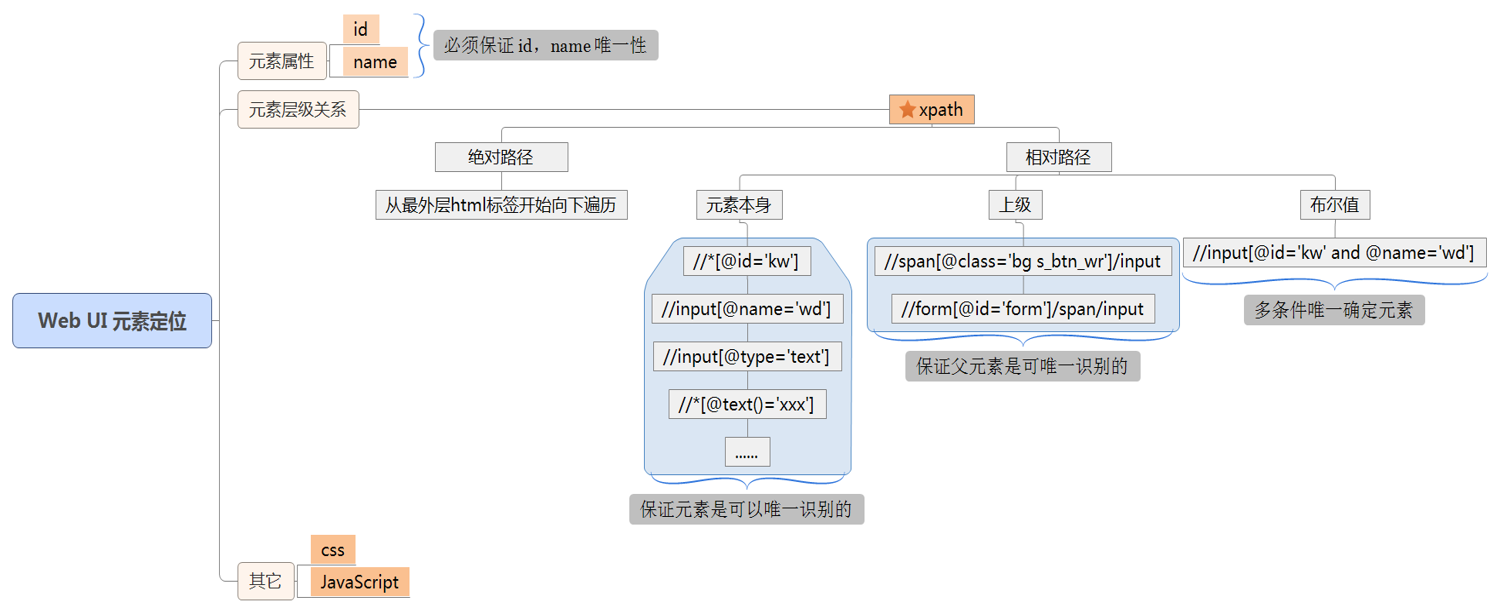 Web UI 元素定位
元素属性
id
name
必须保证 id，name 唯一性
元素层级关系
xpath
绝对路径
从最外层html标签开始向下遍历
相对路径
元素本身
//*[@id='kw']
//input[@name='wd']
//input[@type='text']
//*[@text()='xxx']
......
保证元素是可以唯一识别的
上级
//span[@class='bg s_btn_wr']/input
//form[@id='form']/span/input
保证父元素是可唯一识别的
布尔值
//input[@id='kw' and @name='wd']
多条件唯一确定元素
其它
css
JavaScript